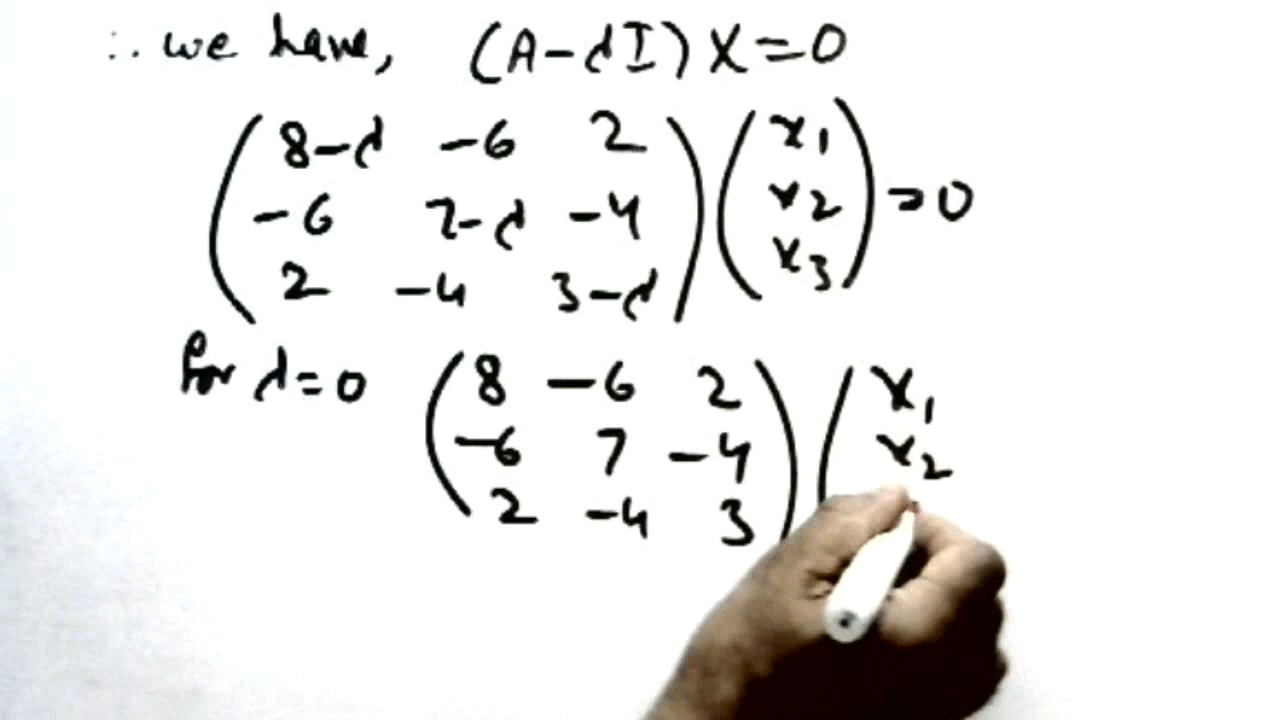 ∴ we have, (A-λI) X = 0
(8-λ -6 2) (x1)
(-6 7-λ -4) (x2) = 0
(2 -4 3-λ) (x3)
for λ=0 (8 -6 2) (x1
(-6 7 -4) (x2
(2 -4 3) (